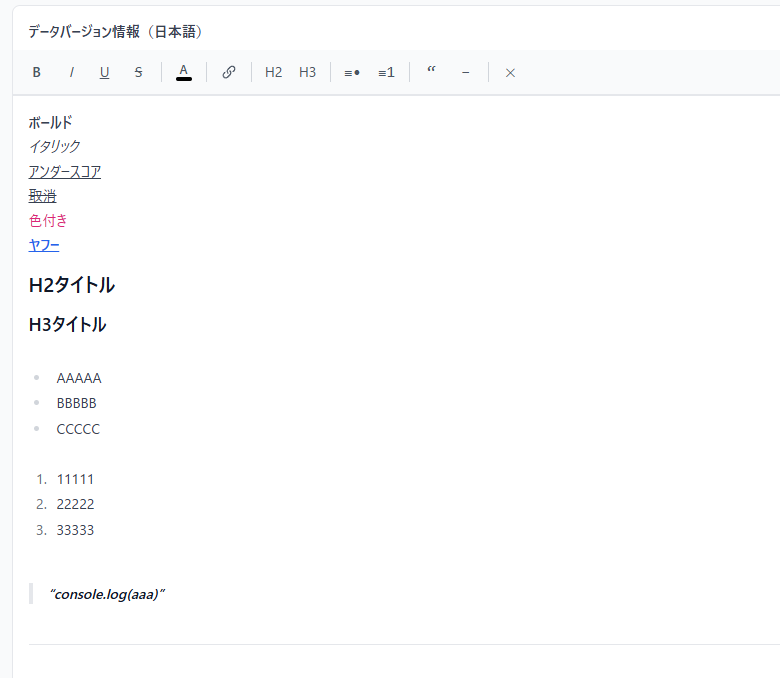 データバージョン情報（日本語）
B I U S A H2 H3 ≡• ≡1 “ −
ボールド
イタリック
アンダースコア
取消
色付き
ヤフー
H2タイトル
H3タイトル
• AAAAA
• BBBBB
• CCCCC
1. 11111
2. 22222
3. 33333
“console.log(aaa)”